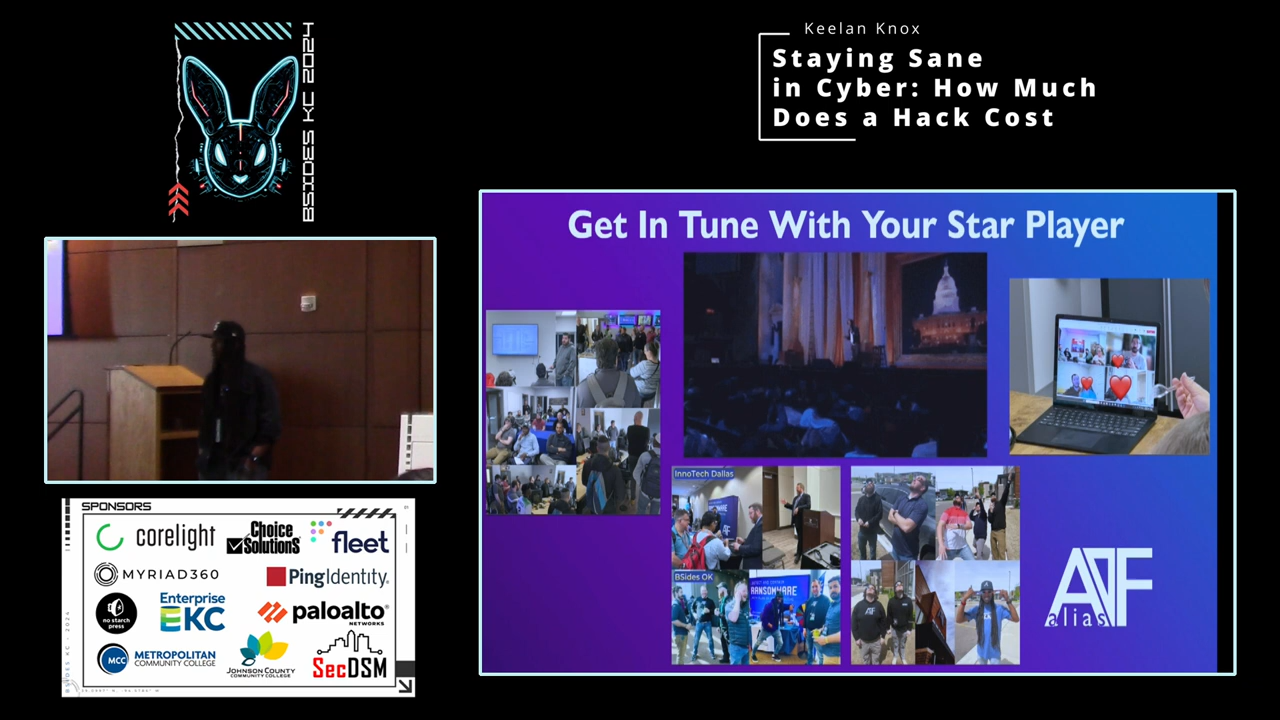 BSIDES KC 2024
Keelan Knox
Staying Sane
in Cyber: How Much
Does a Hack Cost
Get In Tune With Your Star Player
InnoTech Dallas
BSides OK
RANSOMWARE
alias
SPONSORS
corelight
Choice
Solutions
fleet
MYRIAD360
PingIdentity
no starch
press
Enterprise
KC
paloalto
NETWORKS
MCC
METROPOLITAN
COMMUNITY COLLEGE
JOHNSON COUNTY
COMMUNITY COLLEGE
SecDSM